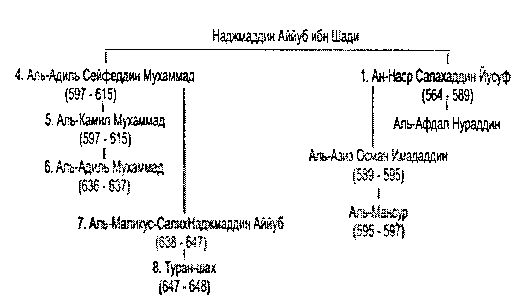 Наджмаддин Аййуб ибн Шади
4. Аль-Адиль Сейфеддин Мухаммад
(597 - 615)
1. Ан-Наср Салахаддин Йусуф
(564 - 589)
5. Аль-Камил Мухаммад
(597 - 615)
Аль-Афдал Нураддин
6. Аль-Адиль Мухаммад
(636 - 637)
Аль-Азиз Осман Имададдин
(589 - 595)
Аль-Мансур
(595 - 597)
7. Аль-Маликус-СалихНаджмаддин Аййуб
(638 - 647)
8. Туран-шах
(647 - 648)